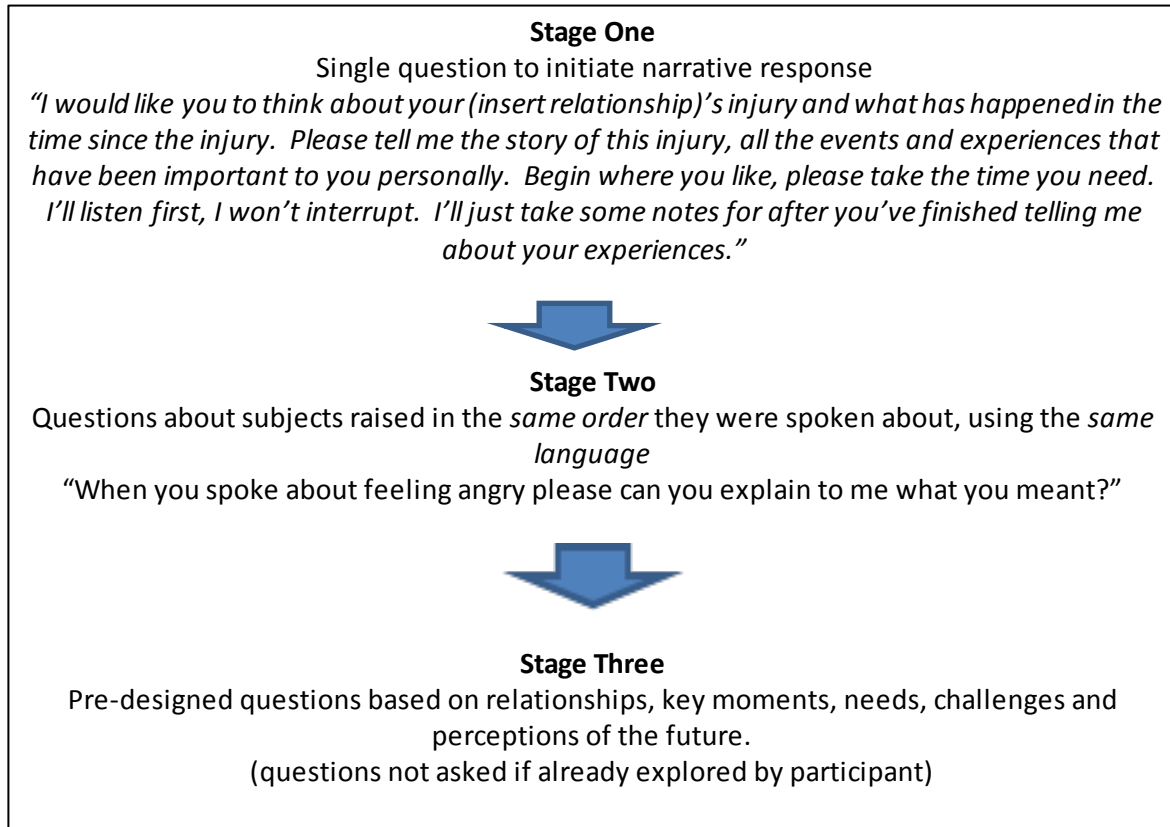 Stage One
Single question to initiate narrative response
“I would like you to think about your (insert relationship)’s injury and what has happened in the
time since the injury.  Please tell me the story of this injury, all the events and experiences that
have been important to you personally.  Begin where you like, please take the time you need.
I’ll listen first, I won’t interrupt.  I’ll just take some notes for after you’ve finished telling me
about your experiences.”
Stage Two
Questions about subjects raised in the same order they were spoken about, using the same
language
“When you spoke about feeling angry please can you explain to me what you meant?”
Stage Three
Pre-designed questions based on relationships, key moments, needs, challenges and
perceptions of the future.
(questions not asked if already explored by participant)